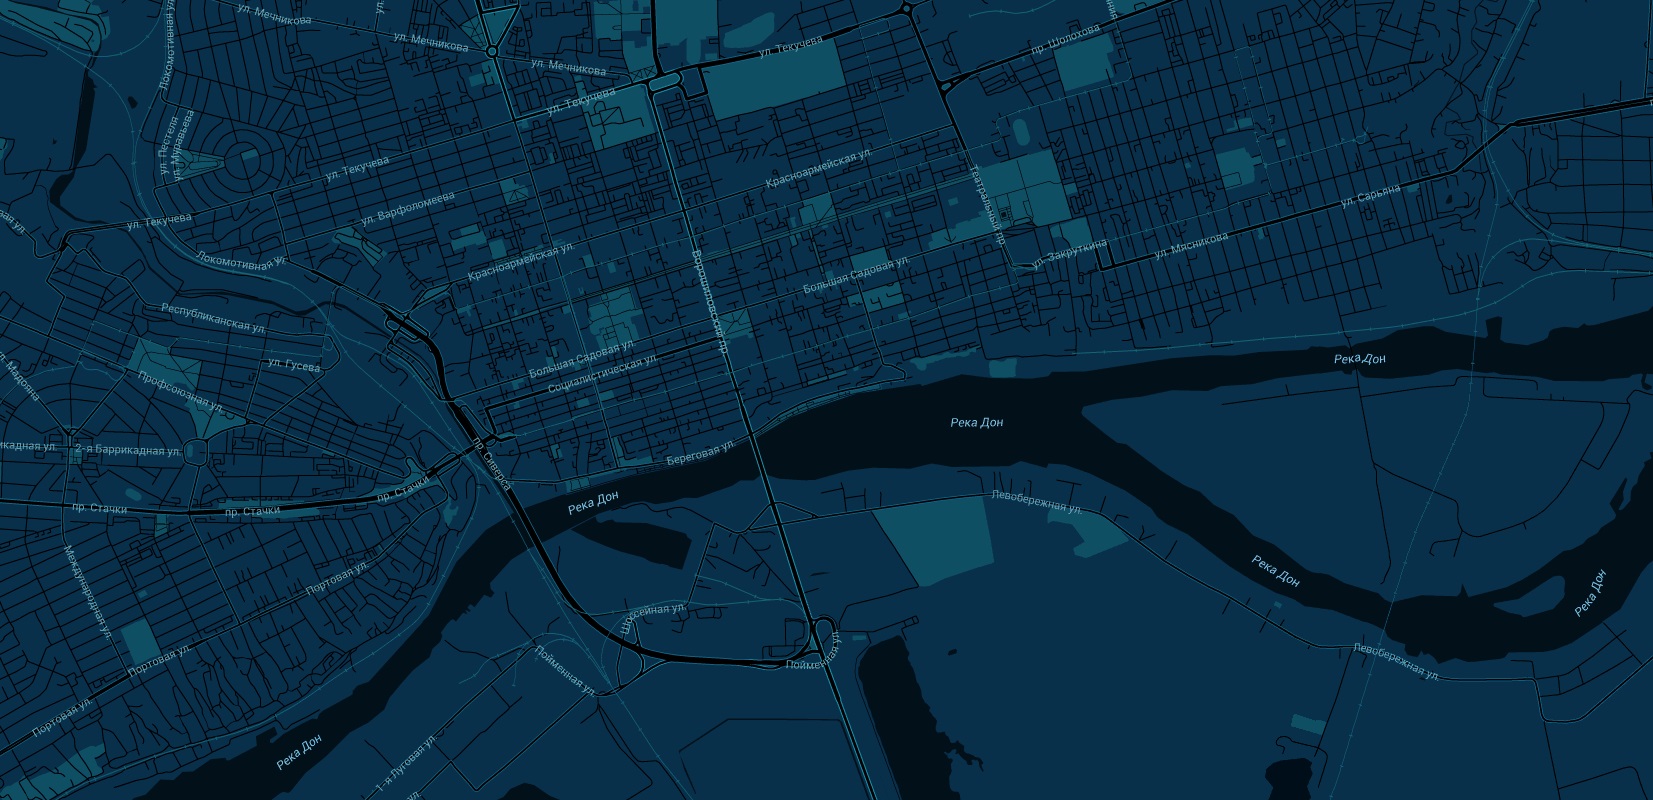 ул. Мечникова
ул. Мечникова
ул. Мечникова
ул. Текучева
пр. Шолохова
Локомотивная ул.
ул. Текучева
ул. Пестеля
ул. Муравьева
ул. Текучева
Красноармейская ул.
Театральный пр.
ул. Варфоломеева
ул. Сарьяна
ул. Текучева
ул. Мясникова
ул. Закруткина
Красноармейская ул.
Локомотивная ул.
Большая Садовая ул.
Ворошиловский пр.
Республиканская ул.
Большая Садовая ул.
Социалистическая ул.
Река Дон
ул. Гусева
Профсоюзная ул.
Река Дон
2-я Баррикадная ул.
Береговая ул.
пр. Сиверса
пр. Стачки
Река Дон
Левобережная ул.
пр. Стачки
пр. Стачки
Международная ул.
Портовая ул.
Река Дон
Река Дон
Шоссейная ул.
Пойменная ул.
Портовая ул.
Пойменная ул.
Левобережная ул.
Портовая ул.
Река Дон
1-я Луговая ул.
ул.